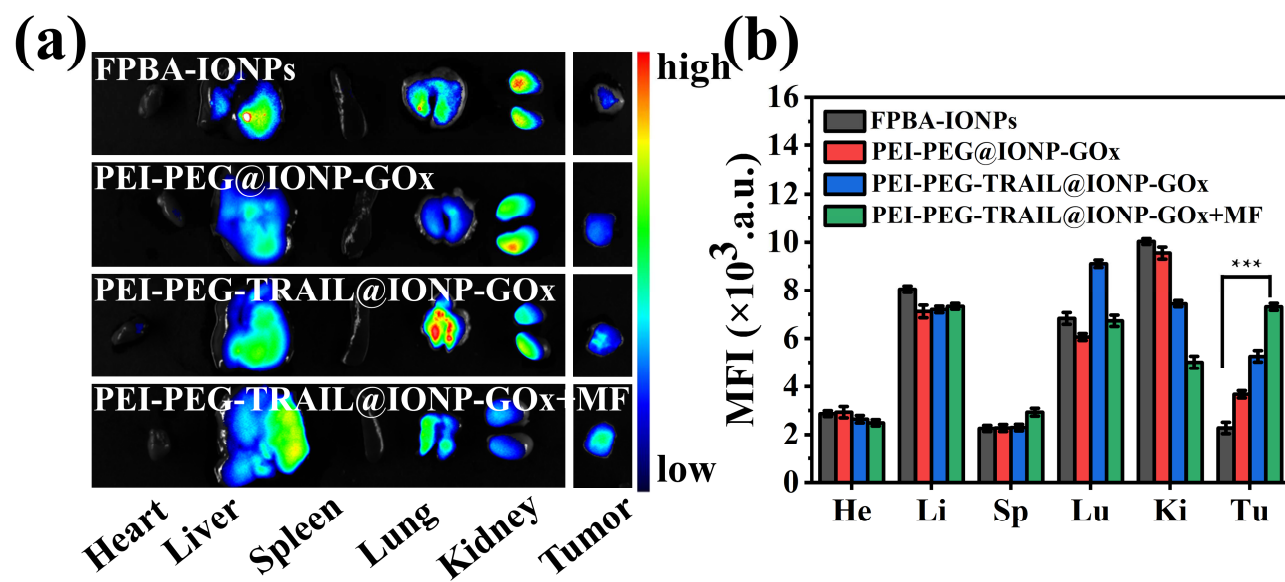 (a)
FPBA-IONPs
PEI-PEG@IONP-GOx
PEI-PEG-TRAIL@IONP-GOx
PEI-PEG-TRAIL@IONP-GOx+MF
high
low
Heart Liver Spleen Lung Kidney Tumor
(b)
MFI (×10³.a.u.)
16
14
12
10
8
6
4
2
0
FPBA-IONPs
PEI-PEG@IONP-GOx
PEI-PEG-TRAIL@IONP-GOx
PEI-PEG-TRAIL@IONP-GOx+MF
***
He Li Sp Lu Ki Tu